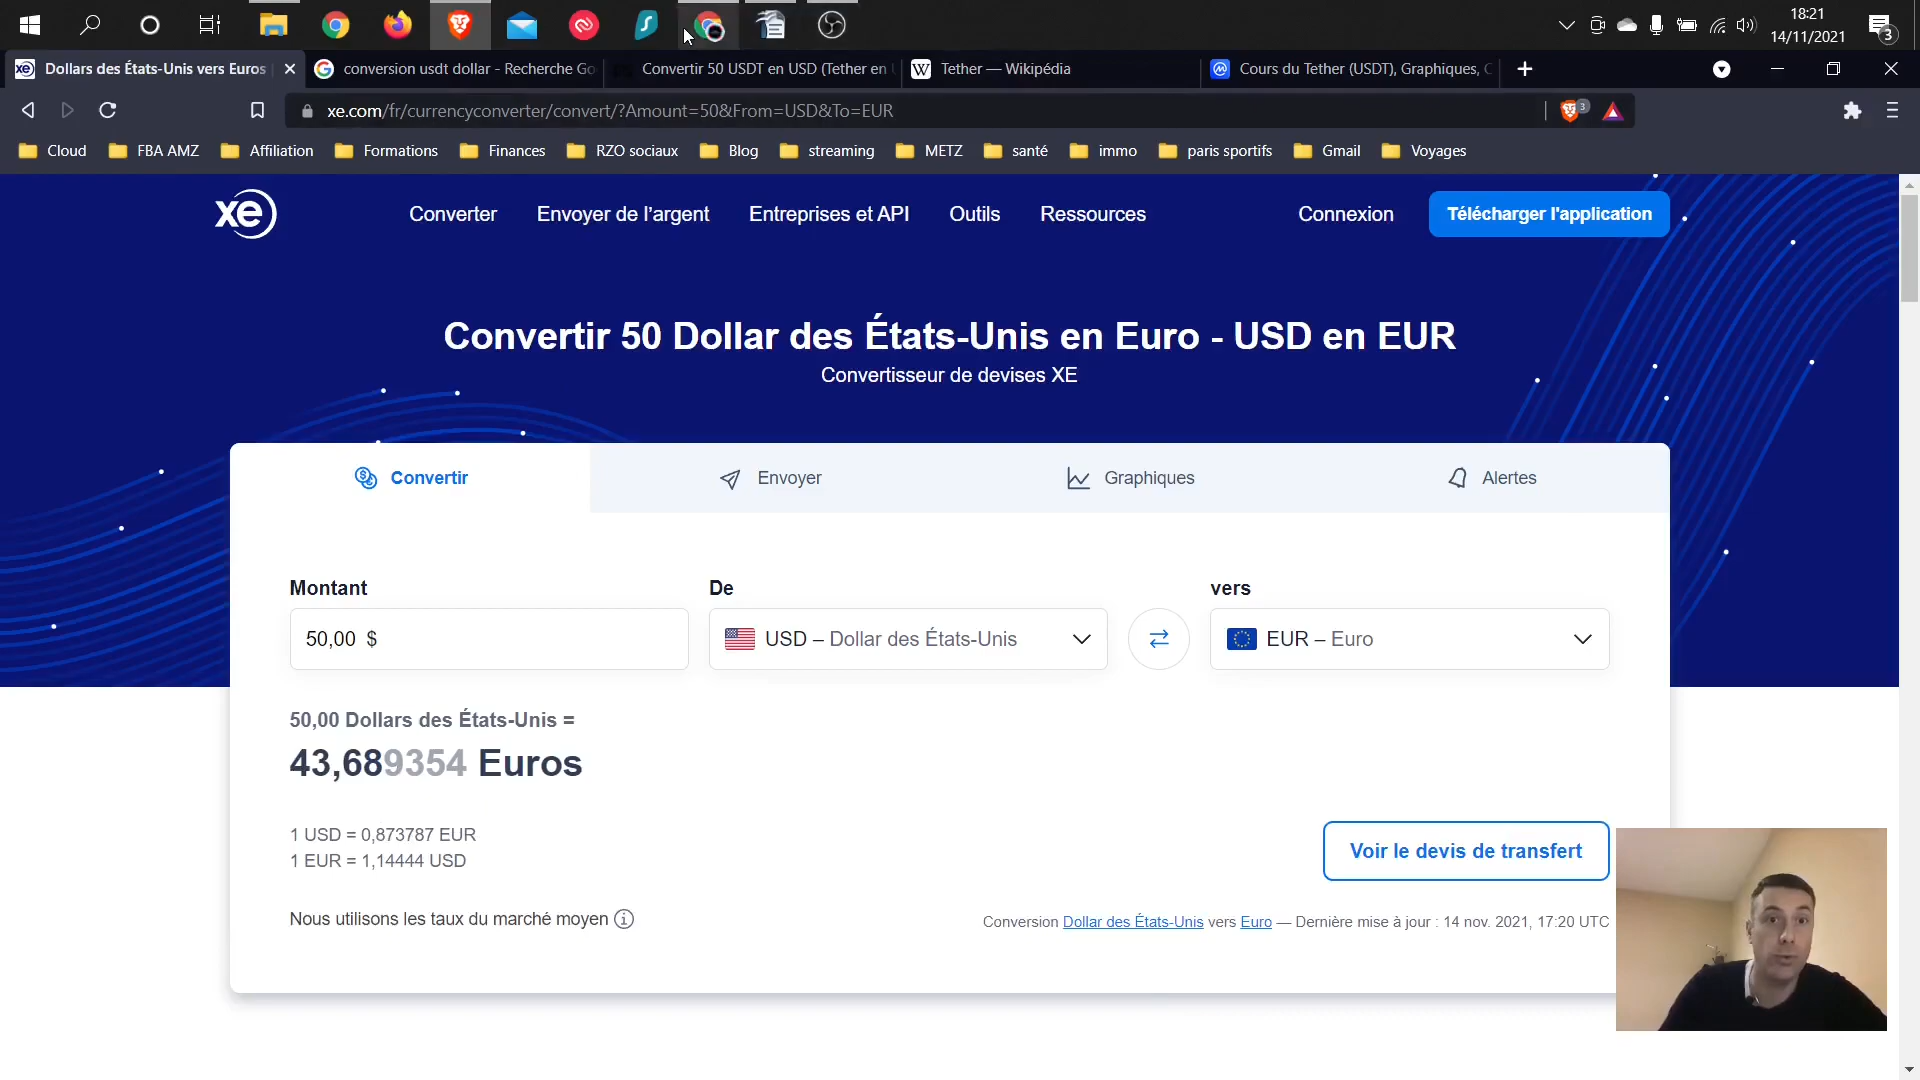 18:21
14/11/2021
3
Dollars des États-Unis vers Euros
conversion usdt dollar - Recherche Go
Convertir 50 USDT en USD (Tether en
Tether — Wikipédia
Cours du Tether (USDT), Graphiques, C
xe.com/fr/currencyconverter/convert/?Amount=50&From=USD&To=EUR
3
Cloud FBA AMZ Affiliation Formations Finances RZO sociaux Blog streaming METZ santé immo paris sportifs Gmail Voyages
xe Converter Envoyer de l’argent Entreprises et API Outils Ressources Connexion Télécharger l'application
Convertir 50 Dollar des États-Unis en Euro - USD en EUR
Convertisseur de devises XE
Convertir Envoyer Graphiques Alertes
Montant De vers
50,00 $ USD – Dollar des États-Unis EUR – Euro
50,00 Dollars des États-Unis =
43,689354 Euros
1 USD = 0,873787 EUR
1 EUR = 1,14444 USD
Voir le devis de transfert
Nous utilisons les taux du marché moyen
Conversion Dollar des États-Unis vers Euro — Dernière mise à jour : 14 nov. 2021, 17:20 UTC